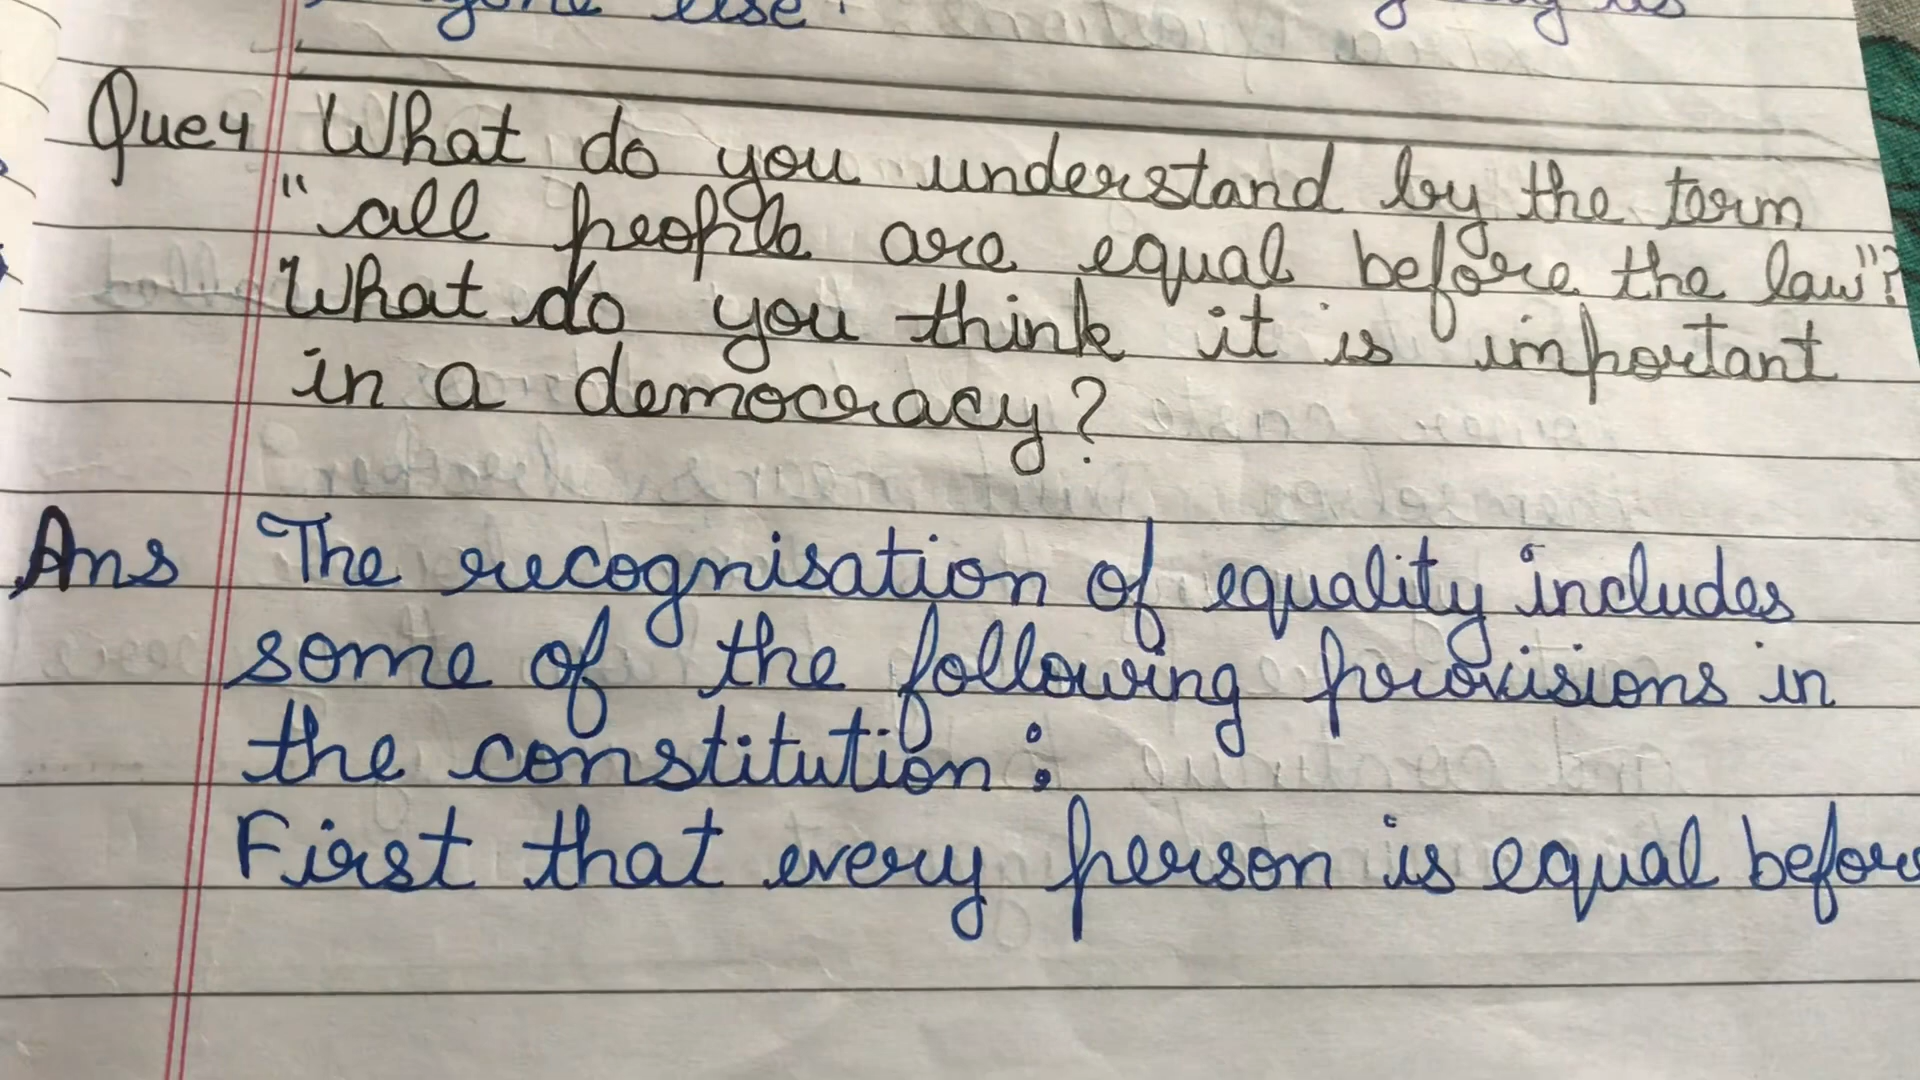 else.
Que4 What do you understand by the term
"all people are equal before the law"?
What do you think it is important
in a democracy?
Ans The recognisation of equality includes
some of the following provisions in
the constitution:
First that every person is equal before